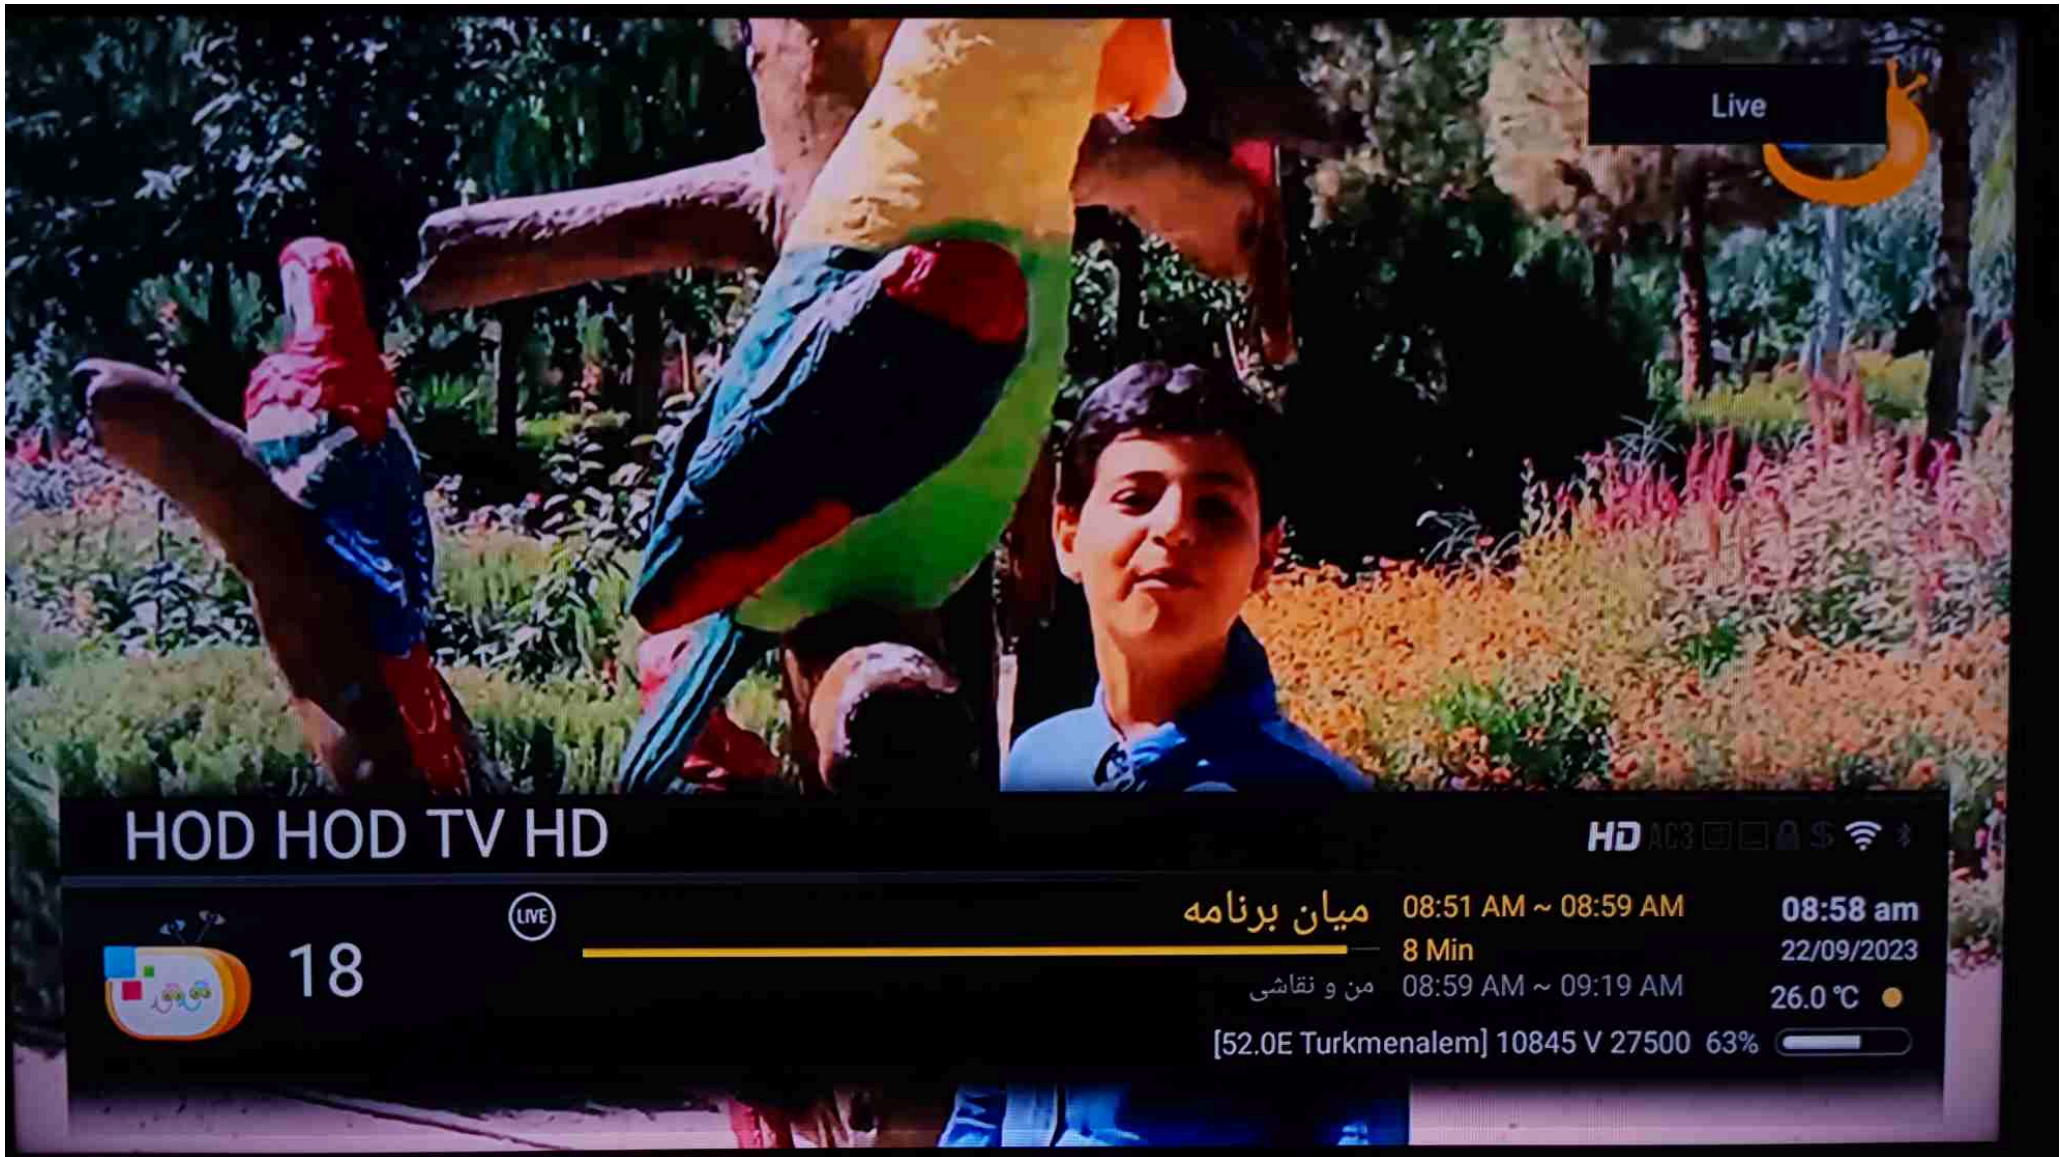 Live
HOD HOD TV HD
HD AC3 $
LIVE
میان برنامه 08:51 AM ~ 08:59 AM
08:58 am
8 Min
22/09/2023
18
من و نقاشی 08:59 AM ~ 09:19 AM
26.0 °C
[52.0E Turkmenalem] 10845 V 27500 63%